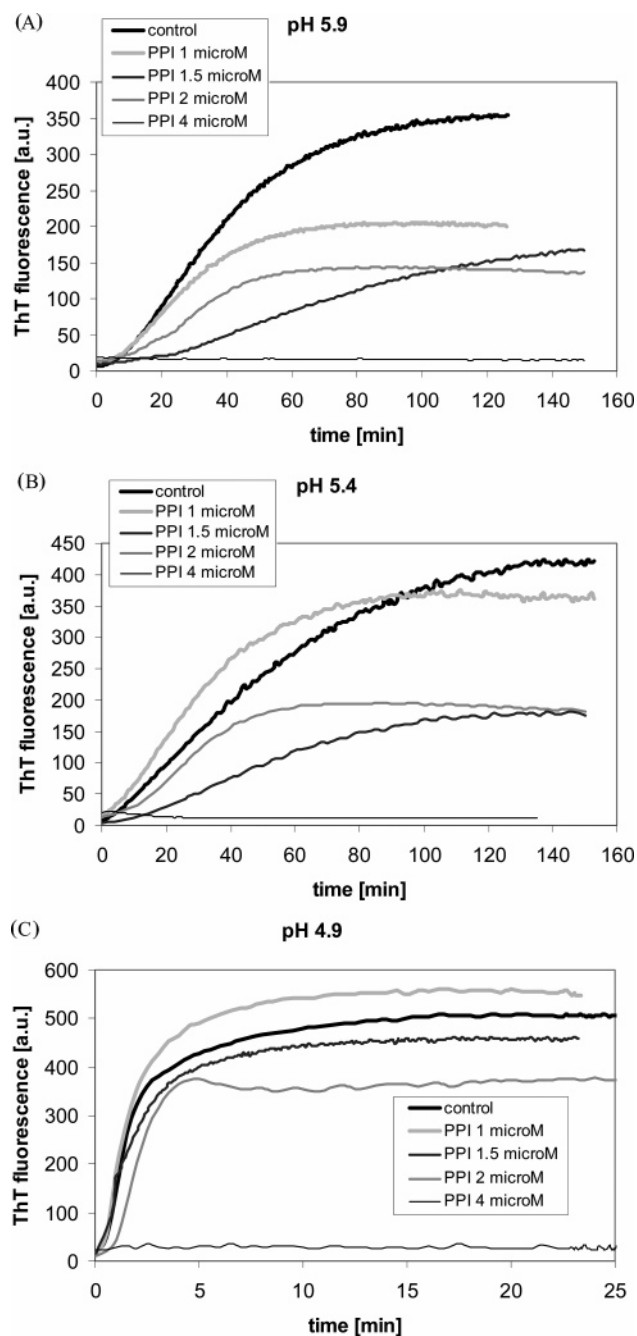 (A)
pH 5.9
control
PPI 1 microM
PPI 1.5 microM
PPI 2 microM
PPI 4 microM
400
350
300
250
200
150
100
50
0
ThT fluorescence [a.u.]
0 20 40 60 80 100 120 140 160
time [min]
(B)
pH 5.4
control
PPI 1 microM
PPI 1.5 microM
PPI 2 microM
PPI 4 microM
450
400
350
300
250
200
150
100
50
0
ThT fluorescence [a.u.]
0 20 40 60 80 100 120 140 160
time [min]
(C)
pH 4.9
600
500
400
300
200
100
0
ThT fluorescence [a.u.]
control
PPI 1 microM
PPI 1.5 microM
PPI 2 microM
PPI 4 microM
0 5 10 15 20 25
time [min]